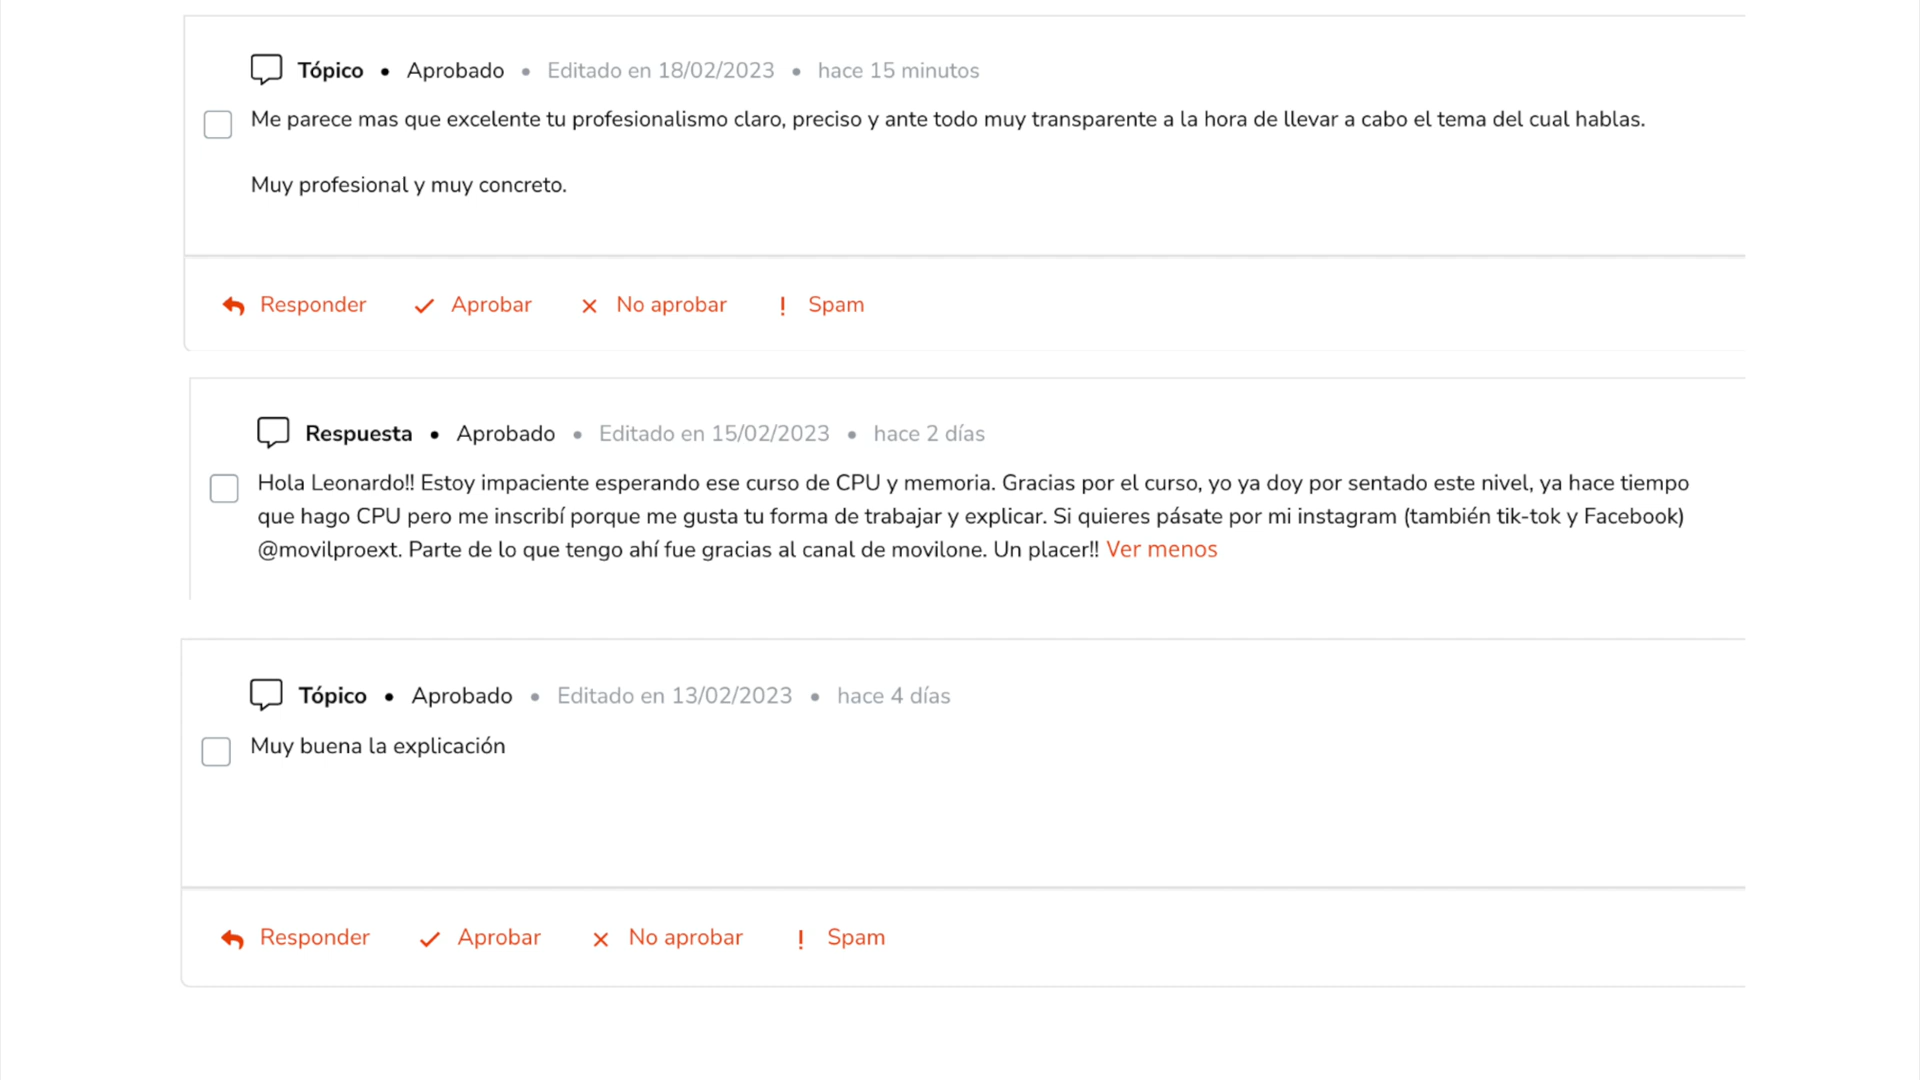 Tópico • Aprobado • Editado en 18/02/2023 • hace 15 minutos
Me parece mas que excelente tu profesionalismo claro, preciso y ante todo muy transparente a la hora de llevar a cabo el tema del cual hablas.
Muy profesional y muy concreto.
Responder Aprobar No aprobar Spam
Respuesta • Aprobado • Editado en 15/02/2023 • hace 2 días
Hola Leonardo!! Estoy impaciente esperando ese curso de CPU y memoria. Gracias por el curso, yo ya doy por sentado este nivel, ya hace tiempo
que hago CPU pero me inscribí porque me gusta tu forma de trabajar y explicar. Si quieres pásate por mi instagram (también tik-tok y Facebook)
@movilproext. Parte de lo que tengo ahí fue gracias al canal de movilone. Un placer!! Ver menos
Tópico • Aprobado • Editado en 13/02/2023 • hace 4 días
Muy buena la explicación
Responder Aprobar No aprobar Spam